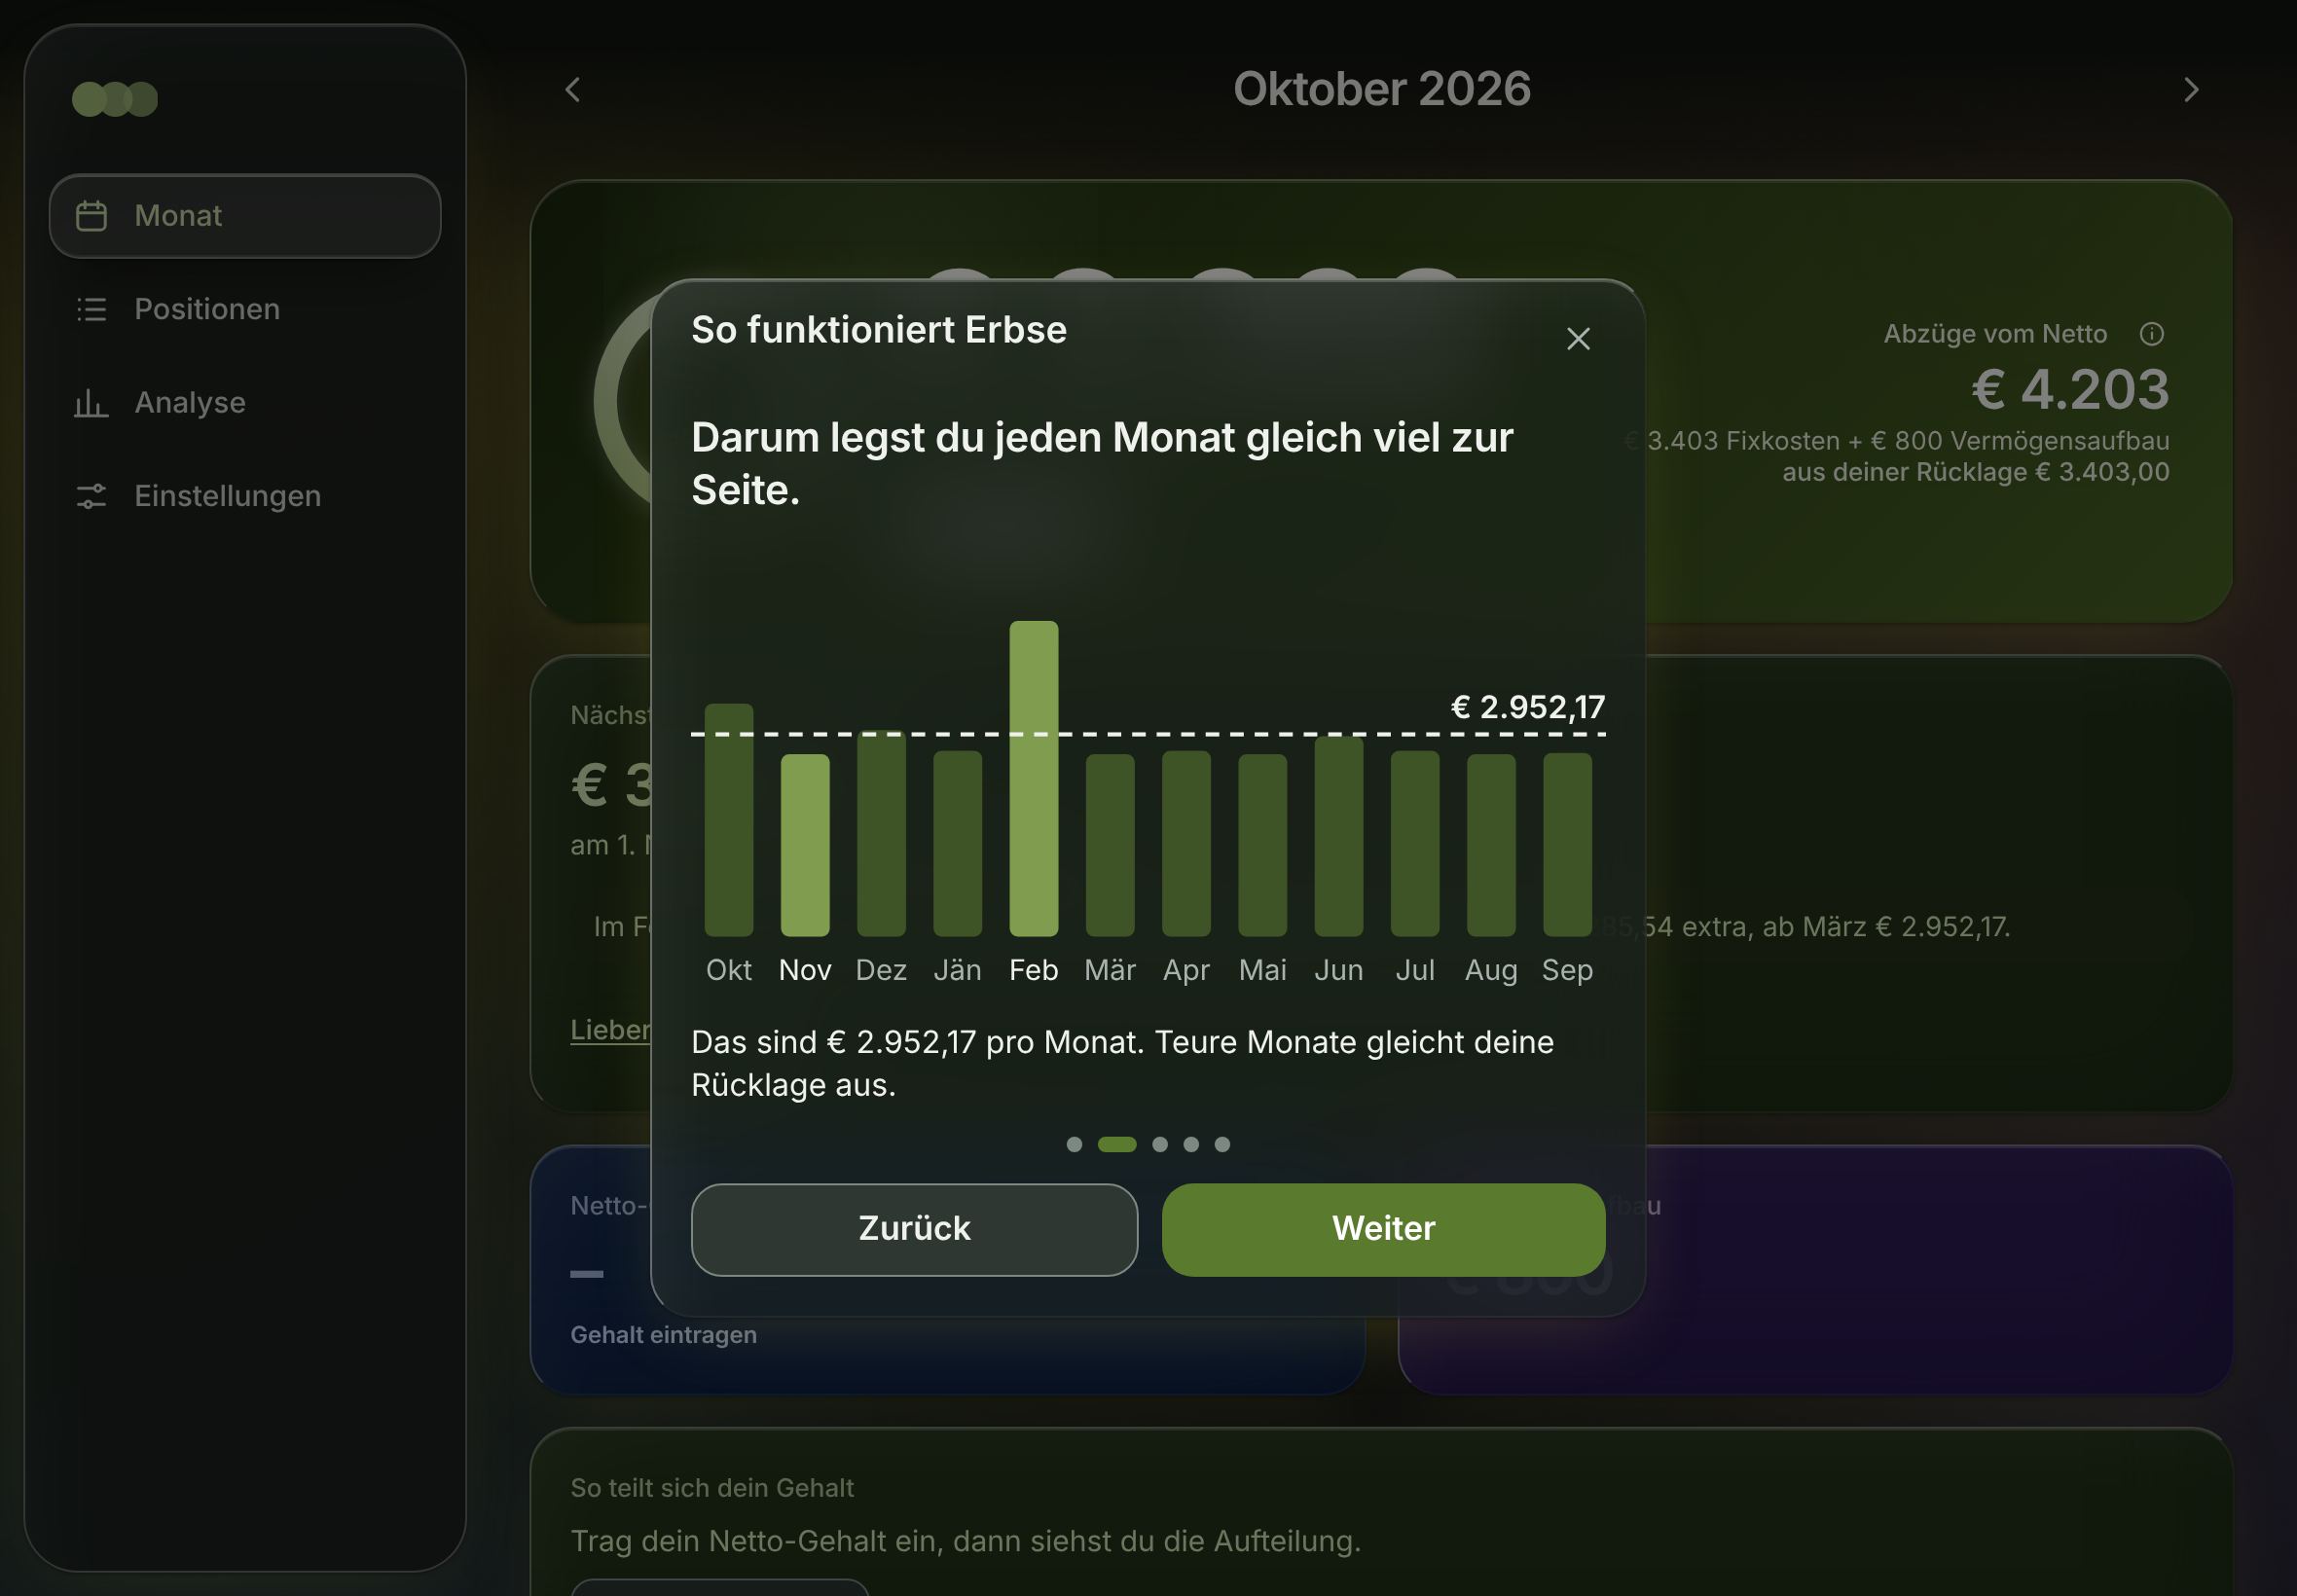 Oktober 2026
Monat
Positionen
Analyse
Einstellungen
Abzüge vom Netto
€ 4.203
€ 3.403 Fixkosten + € 800 Vermögensaufbau
aus deiner Rücklage € 3.403,00
So funktioniert Erbse
Darum legst du jeden Monat gleich viel zur
Seite.
€ 2.952,17
Okt Nov Dez Jän Feb Mär Apr Mai Jun Jul Aug Sep
Das sind € 2.952,17 pro Monat. Teure Monate gleicht deine
Rücklage aus.
Zurück
Weiter
€ 3
am 1.
Im
extra, ab März € 2.952,17.
€ 800
Gehalt eintragen
So teilt sich dein Gehalt
Trag dein Netto-Gehalt ein, dann siehst du die Aufteilung.